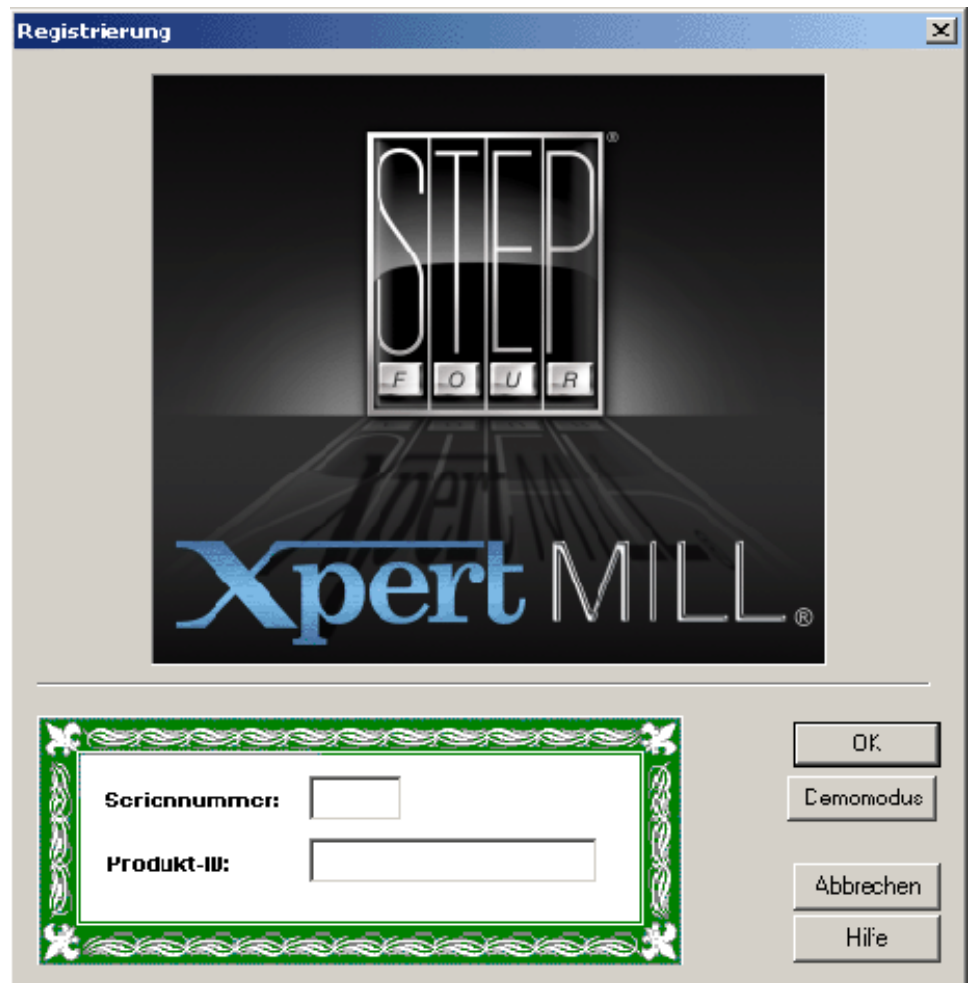 Registrierung
STEP®
FOUR
Xpert MILL®
Seriennummer:
Produkt-ID:
OK
Demomodus
Abbrechen
Hilfe